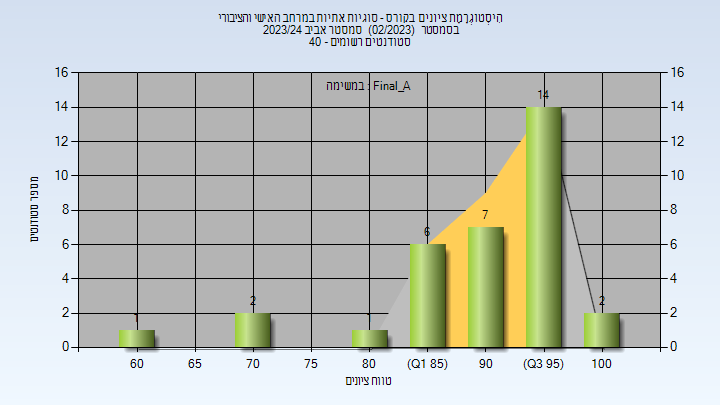 היסטוגרמת ציונים בקורס - סוגיות אתיות במרחב האישי והציבורי
בסמסטר (02/2023) סמסטר אביב 2023/24
סטודנטים רשומים - 40
במשימה : Final_A
16 16
14 14
12 12
10 10
8 8
6 6
4 4
2 2
0 0
1 2 1 6 7 14 2
60 65 70 75 80 (Q1 85) 90 (Q3 95) 100
מספר סטודנטים
טווח ציונים